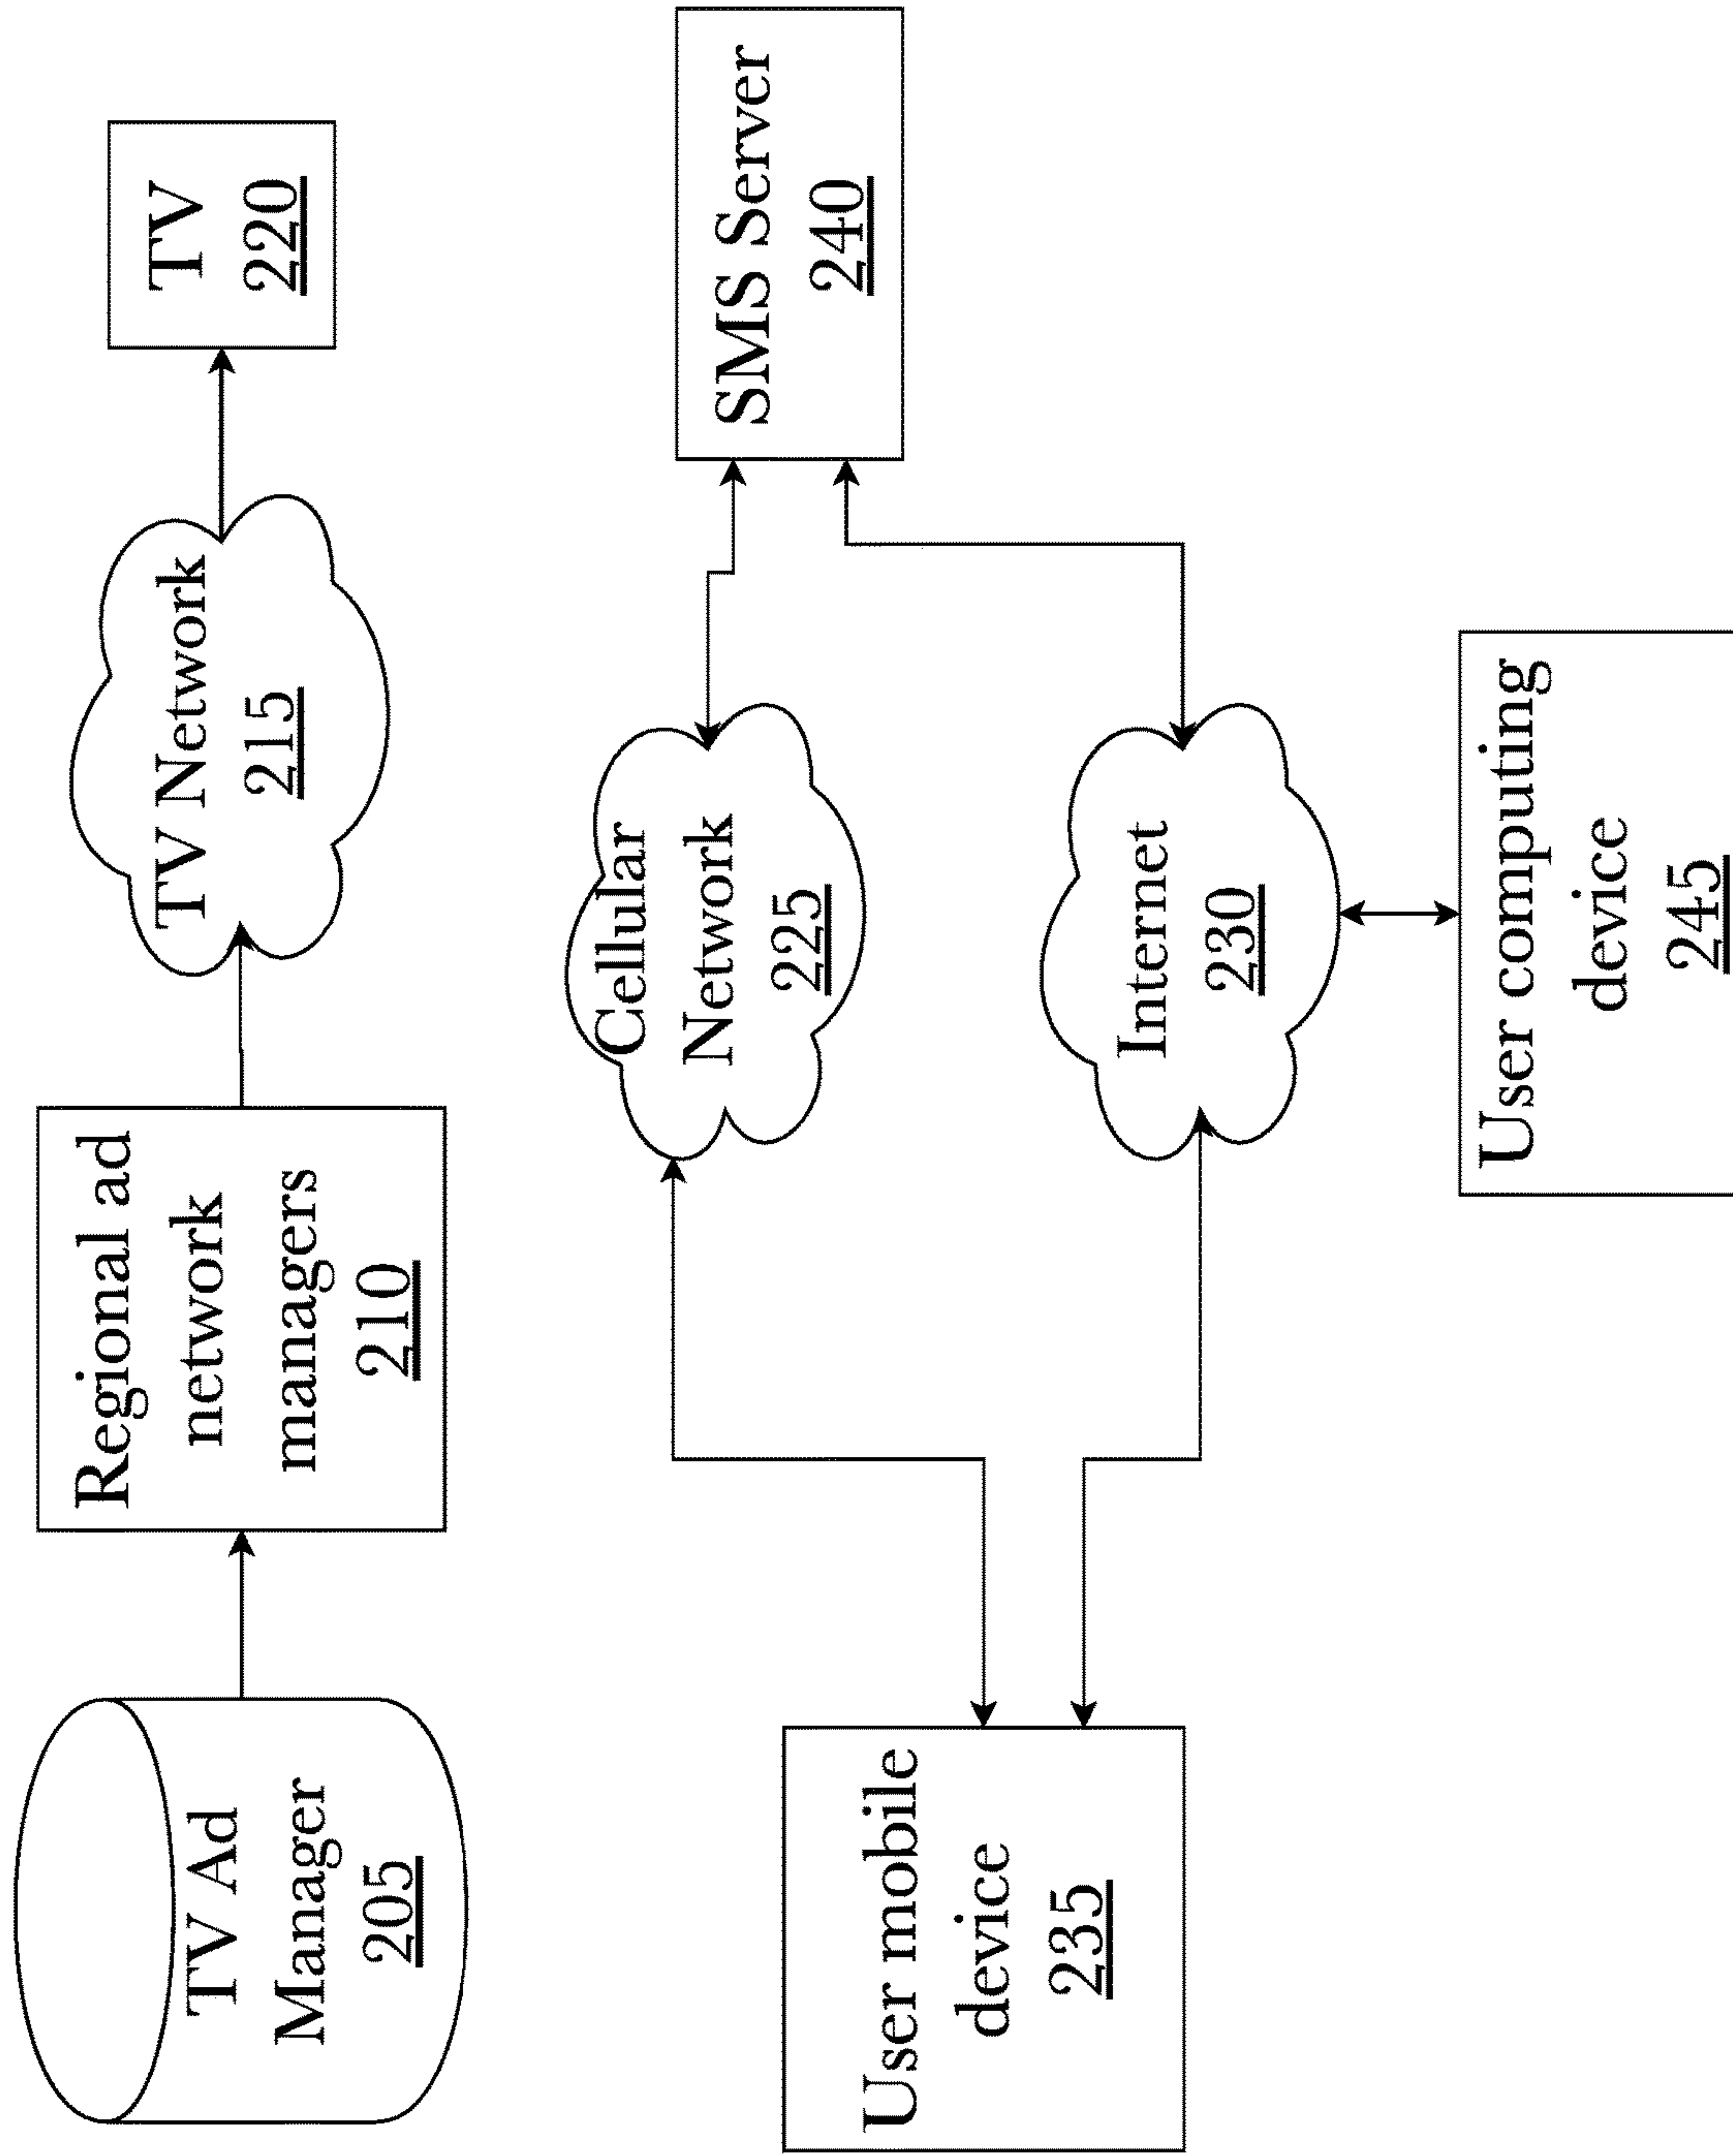 TV Ad
Manager
205
Regional ad
network
managers
210
TV Network
215
TV
220
User mobile
device
235
Cellular
Network
225
Internet
230
SMS Server
240
User computing
device
245